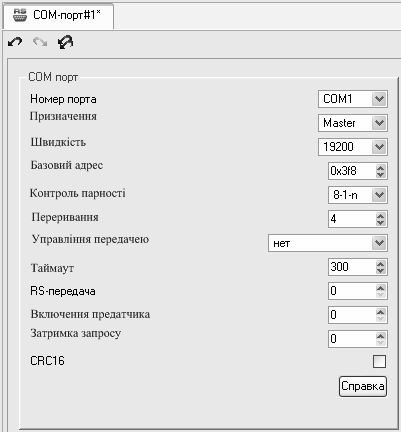 RS
COM-порт#1*
COM порт
Номер порта COM1
Призначення Master
Швидкість 19200
Базовий адрес 0x3f8
Контроль парності 8-1-n
Переривання 4
Управління передачею нет
Таймаут 300
RS-передача 0
Включення предатчика 0
Затримка запросу 0
CRC16
Справка